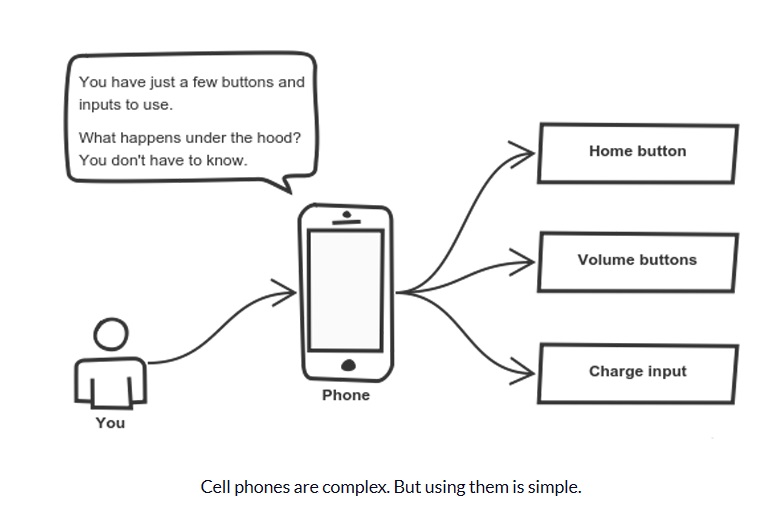 You have just a few buttons and
inputs to use.
What happens under the hood?
You don't have to know.
Home button
Volume buttons
Charge input
Phone
You
Cell phones are complex. But using them is simple.